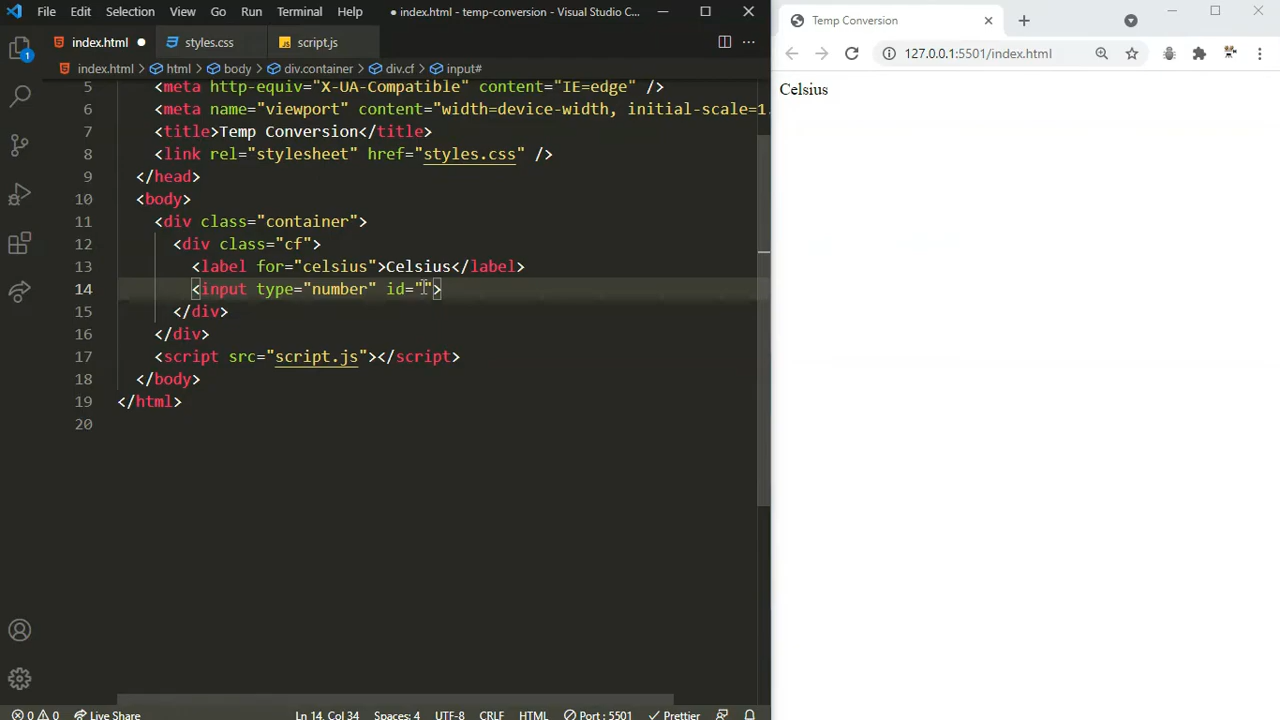 File Edit Selection View Go Run Terminal Help ● index.html - temp-conversion - Visual Studio C...
Temp Conversion
index.html ● styles.css script.js
127.0.0.1:5501/index.html
index.html > html > body > div.container > div.cf > input#
1
Celsius
5 <meta http-equiv="X-UA-Compatible" content="IE=edge" />
6 <meta name="viewport" content="width=device-width, initial-scale=1.
7 <title>Temp Conversion</title>
8 <link rel="stylesheet" href="styles.css" />
9 </head>
10 <body>
11 <div class="container">
12 <div class="cf">
13 <label for="celsius">Celsius</label>
14 <input type="number" id="">
15 </div>
16 </div>
17 <script src="script.js"></script>
18 </body>
19 </html>
20
0 0 Live Share Ln 14, Col 34 Spaces: 4 UTF-8 CRLF HTML Port : 5501 Prettier